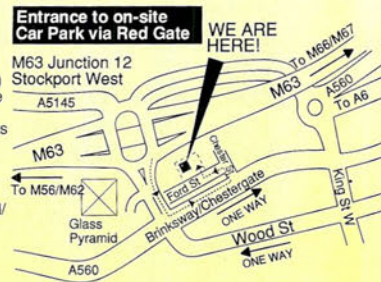 Entrance to on-site
Car Park via Red Gate
WE ARE
HERE!
M63 Junction 12
Stockport West
To M66/M67
A5145
M63
A560
To A6
M63
To M56/M62
Chester St
Ford St
King St W
Glass
Pyramid
Brinksway/Chestergate
ONE WAY
Wood St
ONE WAY
A560